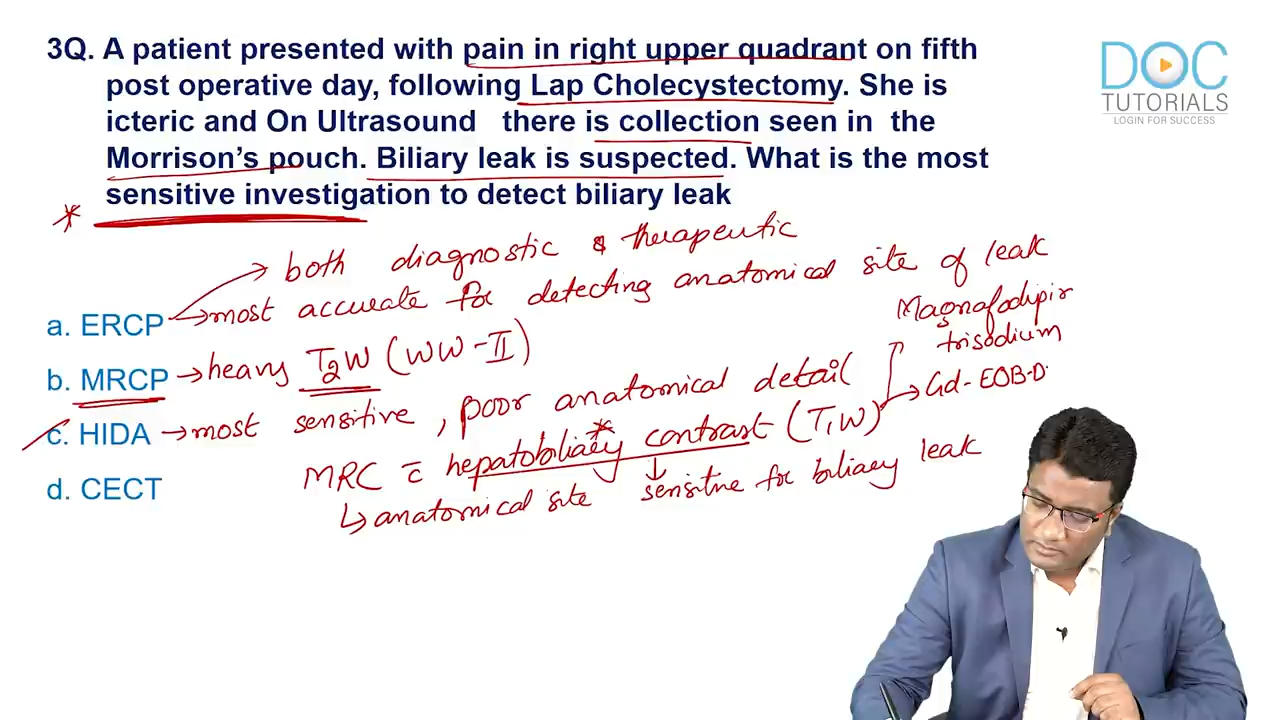 3Q. A patient presented with pain in right upper quadrant on fifth
post operative day, following Lap Cholecystectomy. She is
icteric and On Ultrasound there is collection seen in the
Morrison's pouch. Biliary leak is suspected. What is the most
sensitive investigation to detect biliary leak
DOC
TUTORIALS
LOGIN FOR SUCCESS
both diagnostic & therapeutic
a. ERCP → most accurate for detecting anatomical site of leak
b. MRCP → heavy T2W (WW-II)
c. HIDA → most sensitive, poor anatomical detail
d. CECT
MRC c̄ hepatobiliary contrast (T1W)
Magnafodipir
trisodium
Gd-EOB-D
anatomical site
sensitive for biliary leak